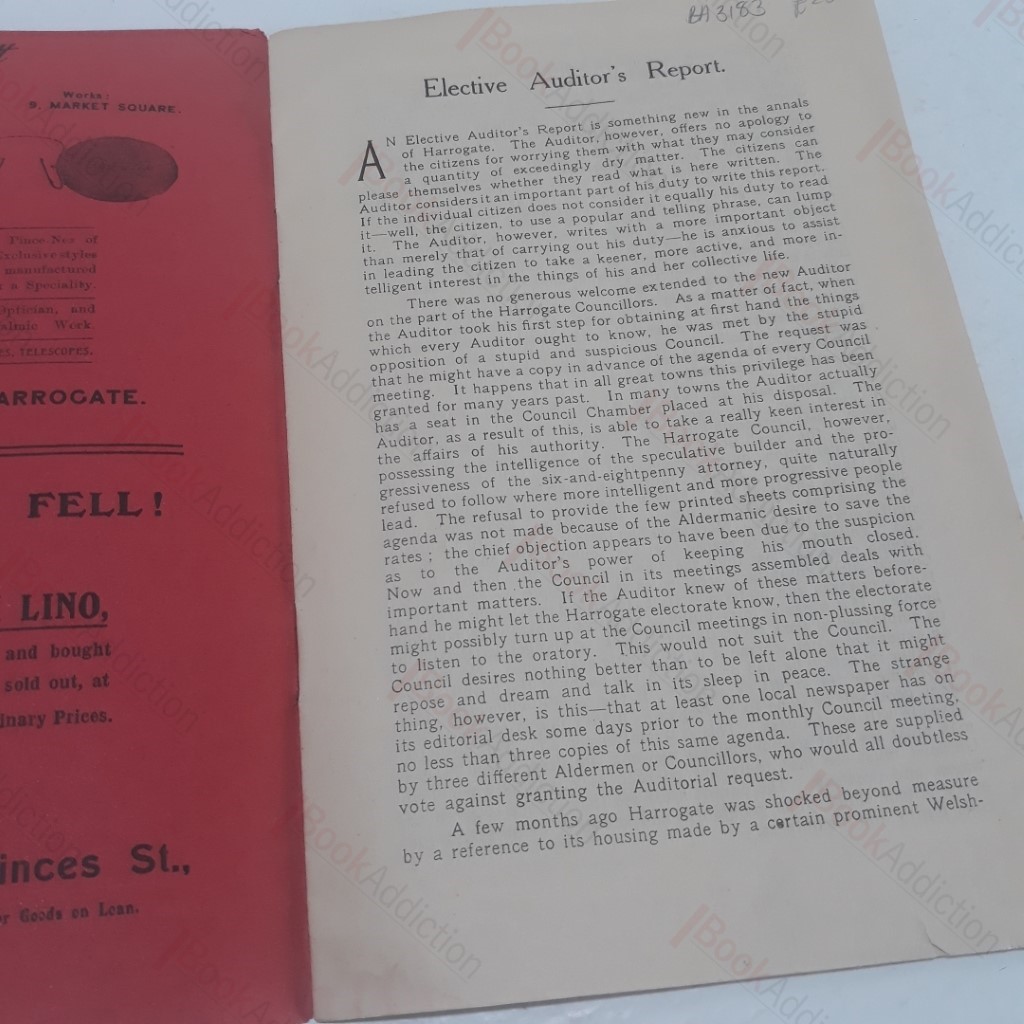 Works:
9, MARKET SQUARE.
Pince-Nez of
Exclusive styles
manufactured
a Speciality.
Optician, and
Work.
TELESCOPES,
HARROGATE.
FELL!
LINO,
and bought
sold out, at
Prices.
St.,
Goods on Loan.
BA3183
Elective Auditor's Report.
AN Elective Auditor's Report is something new in the annals
of Harrogate. The Auditor, however, offers no apology to
the citizens for worrying them with what they may consider
a quantity of exceedingly dry matter. The citizens can
please themselves whether they read what is here written. The
Auditor considers it an important part of his duty to write this report.
If the individual citizen does not consider it equally his duty to read
it—well, the citizen, to use a popular and telling phrase, can lump
it. The Auditor, however, writes with a more important object
than merely that of carrying out his duty—he is anxious to assist
in leading the citizen to take a keener, more active, and more in-
telligent interest in the things of his and her collective life.
There was no generous welcome extended to the new Auditor
on the part of the Harrogate Councillors. As a matter of fact, when
the Auditor took his first step for obtaining at first hand the things
which every Auditor ought to know, he was met by the stupid
opposition of a stupid and suspicious Council. The request was
that he might have a copy in advance of the agenda of every Council
meeting. It happens that in all great towns this privilege has been
granted for many years past. In many towns the Auditor actually
has a seat in the Council Chamber placed at his disposal. The
Auditor, as a result of this, is able to take a really keen interest in
the affairs of his authority. The Harrogate Council, however,
possessing the intelligence of the speculative builder and the pro-
gressiveness of the six-and-eightpenny attorney, quite naturally
refused to follow where more intelligent and more progressive people
lead. The refusal to provide the few printed sheets comprising the
agenda was not made because of the Aldermanic desire to save the
rates ; the chief objection appears to have been due to the suspicion
as to the Auditor's power of keeping his mouth closed.
Now and then the Council in its meetings assembled deals with
important matters. If the Auditor knew of these matters before-
hand he might let the Harrogate electorate know, then the electorate
might possibly turn up at the Council meetings in non-plussing force
to listen to the oratory. This would not suit the Council. The
Council desires nothing better than to be left alone that it might
repose and dream and talk in its sleep in peace. The strange
thing, however, is this—that at least one local newspaper has on
its editorial desk some days prior to the monthly Council meeting,
no less than three copies of this same agenda. These are supplied
by three different Aldermen or Councillors, who would all doubtless
vote against granting the Auditorial request.
A few months ago Harrogate was shocked beyond measure
by a reference to its housing made by a certain prominent Welsh-